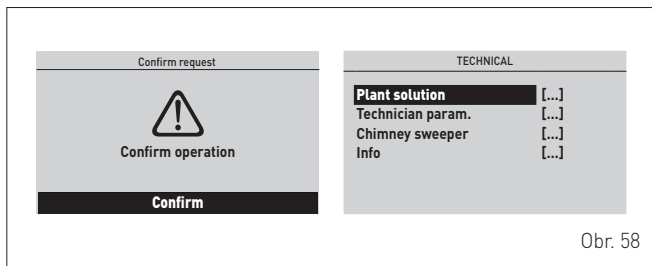 Confirm request
Confirm operation
Confirm
TECHNICAL
Plant solution [...]
Technician param. [...]
Chimney sweeper [...]
Info [...]
Obr. 58